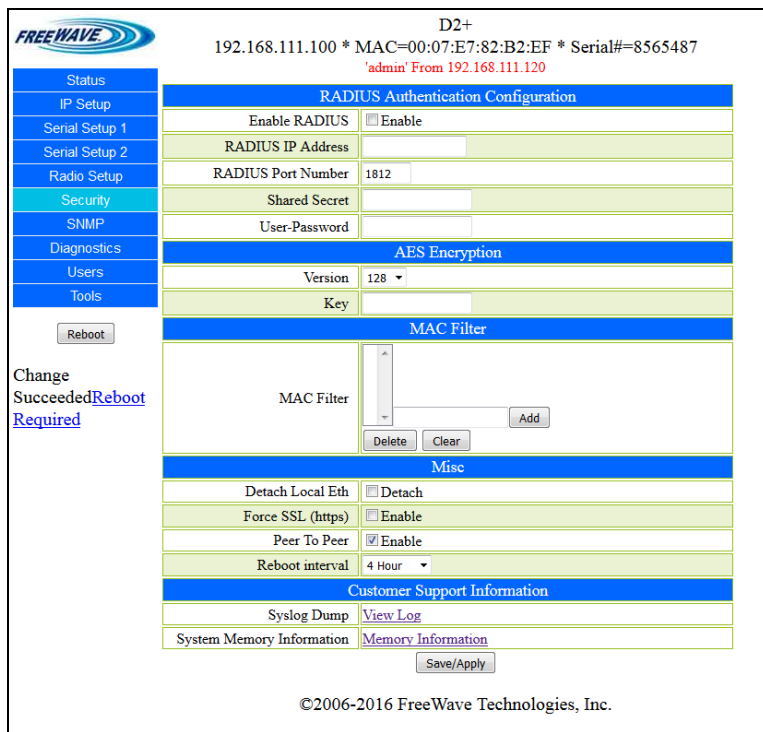 FREEWAVE
D2+
192.168.111.100 * MAC=00:07:E7:82:B2:EF * Serial#=8565487
'admin' From 192.168.111.120
Status
IP Setup
Serial Setup 1
Serial Setup 2
Radio Setup
Security
SNMP
Diagnostics
Users
Tools
Reboot
Change
SucceededReboot
Required
RADIUS Authentication Configuration
Enable RADIUS Enable
RADIUS IP Address
RADIUS Port Number 1812
Shared Secret
User-Password
AES Encryption
Version 128
Key
MAC Filter
MAC Filter
Add
Delete Clear
Misc
Detach Local Eth Detach
Force SSL (https) Enable
Peer To Peer Enable
Reboot interval 4 Hour
Customer Support Information
Syslog Dump View Log
System Memory Information Memory Information
Save/Apply
©2006-2016 FreeWave Technologies, Inc.